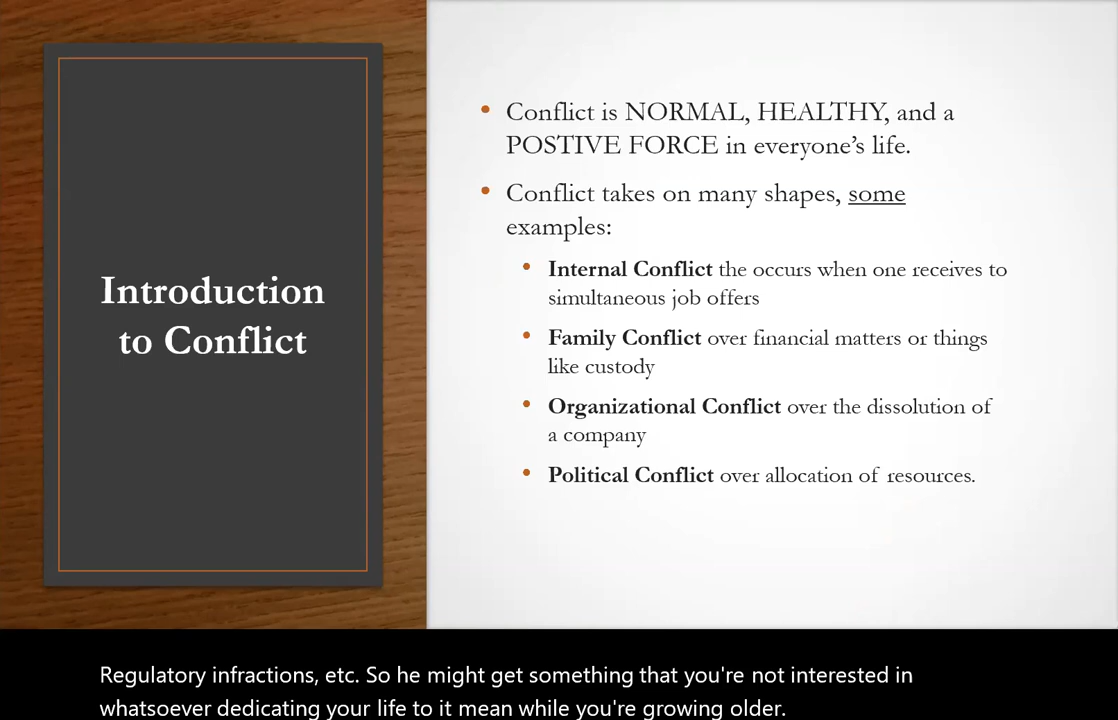 Introduction
to Conflict
• Conflict is NORMAL, HEALTHY, and a
POSTIVE FORCE in everyone’s life.
• Conflict takes on many shapes, some
examples:
• Internal Conflict the occurs when one receives to
simultaneous job offers
• Family Conflict over financial matters or things
like custody
• Organizational Conflict over the dissolution of
a company
• Political Conflict over allocation of resources.
Regulatory infractions, etc. So he might get something that you're not interested in
whatsoever dedicating your life to it mean while you're growing older.